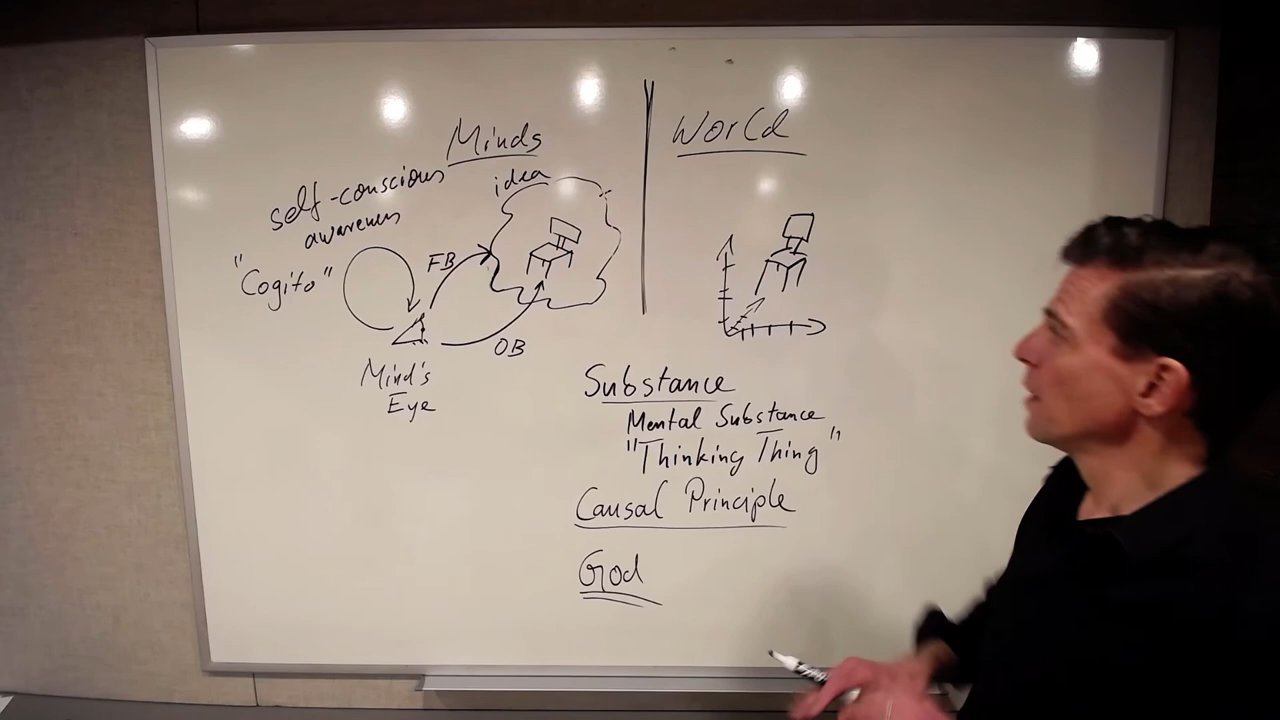 Minds
World
self-conscious
awareness
idea
"Cogito"
FB
OB
Mind's
Eye
Substance
Mental Substance
"Thinking Thing"
Causal Principle
God